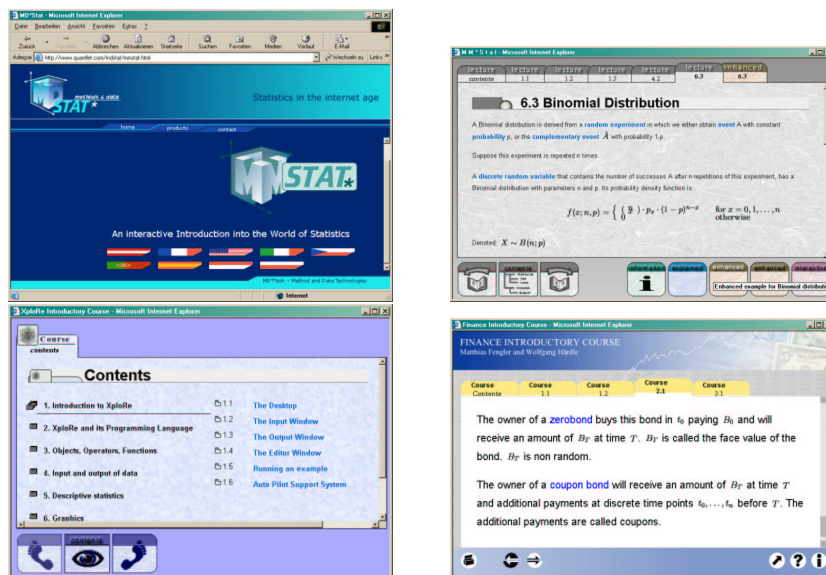 MD*Stat - Microsoft Internet Explorer
Datei Bearbeiten Ansicht Favoriten Extras ?
Zurück Vorwärts Abbrechen Aktualisieren Startseite Suchen Favoriten Medien Verlauf E-Mail
Adresse http://www.quantlet.com/mdstat/mmstat.html Wechseln zu Links »
methods & data
STAT*
Statistics in the internet age
home products contact
STAT*
An interactive Introduction into the World of Statistics
MD*Tech - Method and Data Technologies
Internet
MM*Stat - Microsoft Internet Explorer
lecture lecture lecture lecture lecture lecture enhanced
contents 1.1 1.2 1.3 4.2 6.3 6.3
6.3 Binomial Distribution
A Binomial distribution is derived from a random experiment in which we either obtain event A with constant
probability p, or the complementary event Ā with probability 1-p.
Suppose this experiment is repeated n times.
A discrete random variable that contains the number of successes A after n repetitions of this experiment, has a
Binomial distribution with parameters n and p. Its probability density function is:
f(x; n, p) = { (n x) · p_x · (1 − p)^{n−x} for x = 0, 1, . . . , n
0 otherwise
Denoted: X ∼ B(n; p)
contents information explained enhanced enhanced interactive
Enhanced example for Binomial distributi
XploRe Introductory Course - Microsoft Internet Explorer
Course
contents
Contents
1. Introduction to XploRe
2. XploRe and its Programming Language
3. Objects, Operators, Functions
4. Input and output of data
5. Descriptive statistics
6. Graphics
1.1 The Desktop
1.2 The Input Window
1.3 The Output Window
1.4 The Editor Window
1.5 Running an example
1.6 Auto Pilot Support System
contents
Finance Introductory Course - Microsoft Internet Explorer
FINANCE INTRODUCTORY COURSE
Matthias Fengler and Wolfgang Härdle
Course Course Course Course Course
Contents 1.1 1.2 2.1 3.1
The owner of a zerobond buys this bond in t₀ paying B₀ and will
receive an amount of B_T at time T. B_T is called the face value of the
bond. B_T is non random.
The owner of a coupon bond will receive an amount of B_T at time T
and additional payments at discrete time points t₀, . . . , tₙ before T. The
additional payments are called coupons.